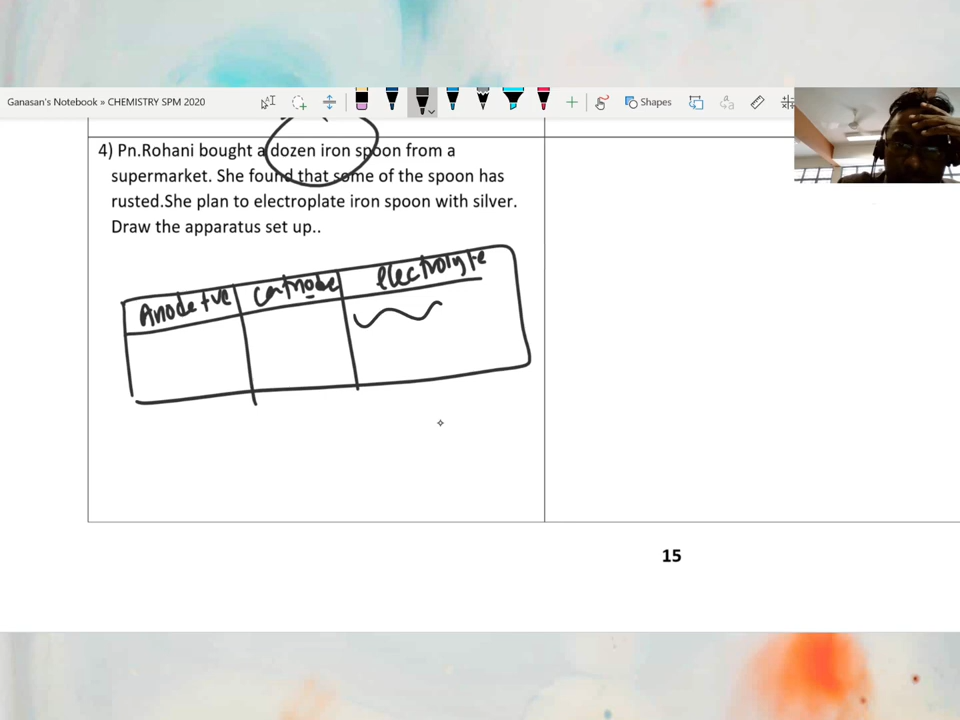 Ganasan's Notebook » CHEMISTRY SPM 2020
Shapes
4) Pn.Rohani bought a dozen iron spoon from a
supermarket. She found that some of the spoon has
rusted.She plan to electroplate iron spoon with silver.
Draw the apparatus set up..
Anode +ve cathode electrolyte
15